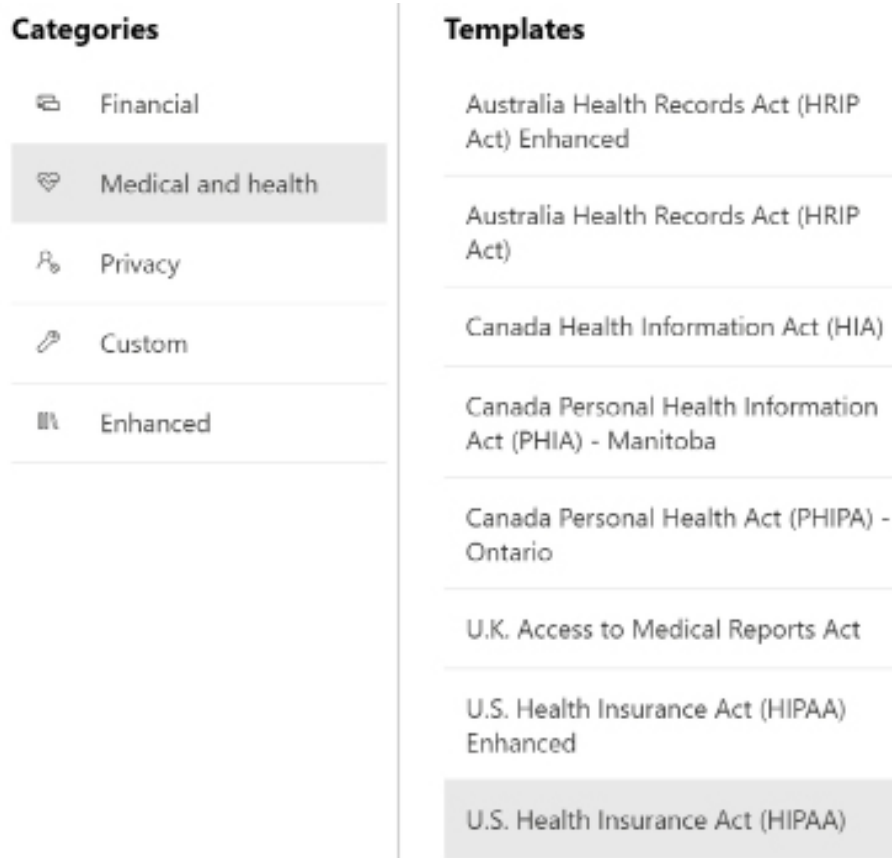 Categories
Financial
Medical and health
Privacy
Custom
Enhanced
Templates
Australia Health Records Act (HRIP
Act) Enhanced
Australia Health Records Act (HRIP
Act)
Canada Health Information Act (HIA)
Canada Personal Health Information
Act (PHIA) - Manitoba
Canada Personal Health Act (PHIPA) -
Ontario
U.K. Access to Medical Reports Act
U.S. Health Insurance Act (HIPAA)
Enhanced
U.S. Health Insurance Act (HIPAA)